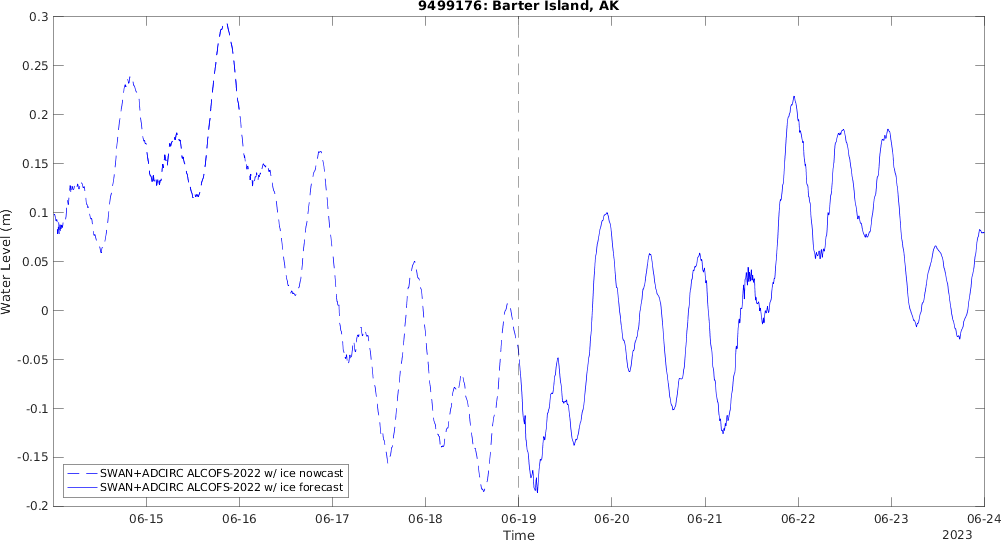 9499176: Barter Island, AK
0.3
0.25
0.2
0.15
0.1
0.05
0
-0.05
-0.1
-0.15
-0.2
Water Level (m)
SWAN+ADCIRC ALCOFS-2022 w/ ice nowcast
SWAN+ADCIRC ALCOFS-2022 w/ ice forecast
06-15 06-16 06-17 06-18 06-19 06-20 06-21 06-22 06-23 06-24
Time
2023